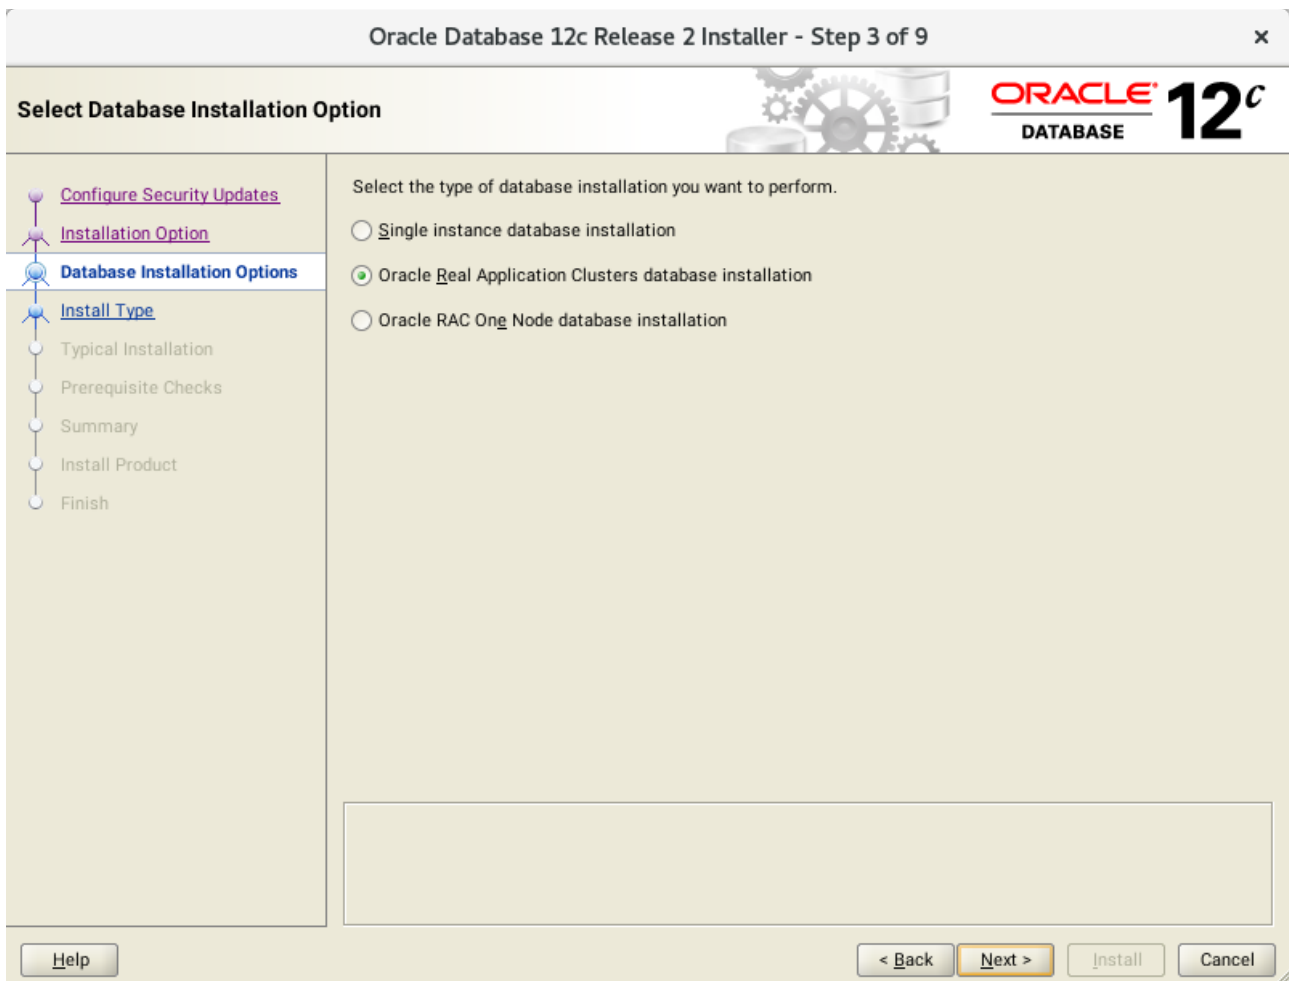 Oracle Database 12c Release 2 Installer - Step 3 of 9
Select Database Installation Option
ORACLE DATABASE 12c
Configure Security Updates
Installation Option
Database Installation Options
Install Type
Typical Installation
Prerequisite Checks
Summary
Install Product
Finish
Select the type of database installation you want to perform.
Single instance database installation
Oracle Real Application Clusters database installation
Oracle RAC One Node database installation
Help
< Back
Next >
Install
Cancel